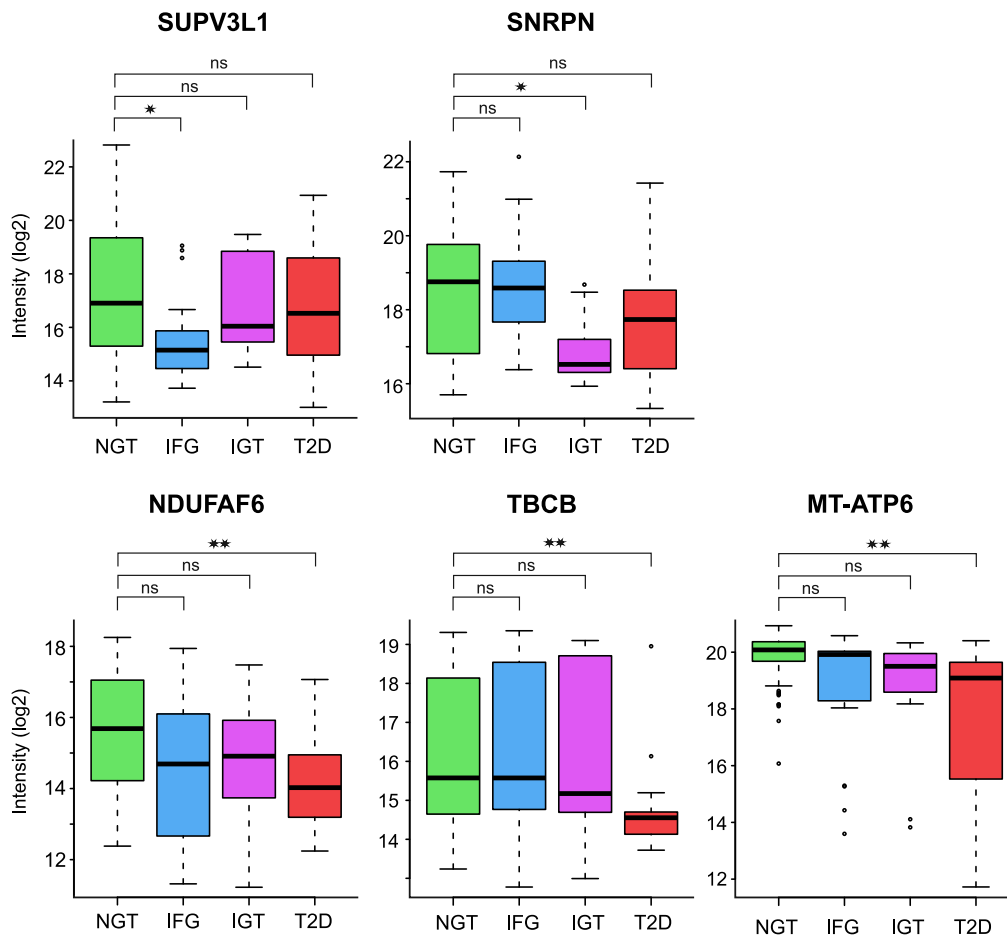 SUPV3L1
SNRPN
ns
ns
*
ns
*
ns
Intensity (log2)
22
20
18
16
14
22
20
18
16
NGT IFG IGT T2D
NGT IFG IGT T2D
NDUFAF6
TBCB
MT-ATP6
**
ns
ns
**
ns
ns
**
ns
ns
Intensity (log2)
18
16
14
12
19
18
17
16
15
14
20
18
16
14
12
NGT IFG IGT T2D
NGT IFG IGT T2D
NGT IFG IGT T2D